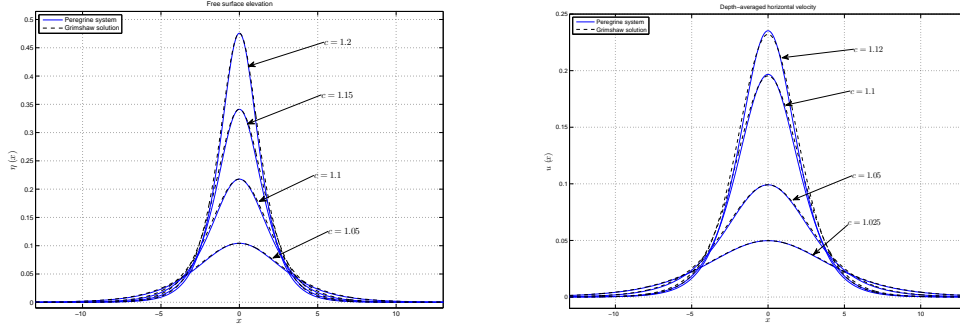 Free surface elevation
Peregrine system
Grimshaw solution
c = 1.2
c = 1.15
c = 1.1
c = 1.05
0.5
0.45
0.4
0.35
0.3
0.25
0.2
0.15
0.1
0.05
0
−10
−5
0
5
10
η (x)
x
Depth−averaged horizontal velocity
Peregrine system
Grimshaw solution
c = 1.12
c = 1.1
c = 1.05
c = 1.025
0.25
0.2
0.15
0.1
0.05
0
−10
−5
0
5
10
u (x)
x